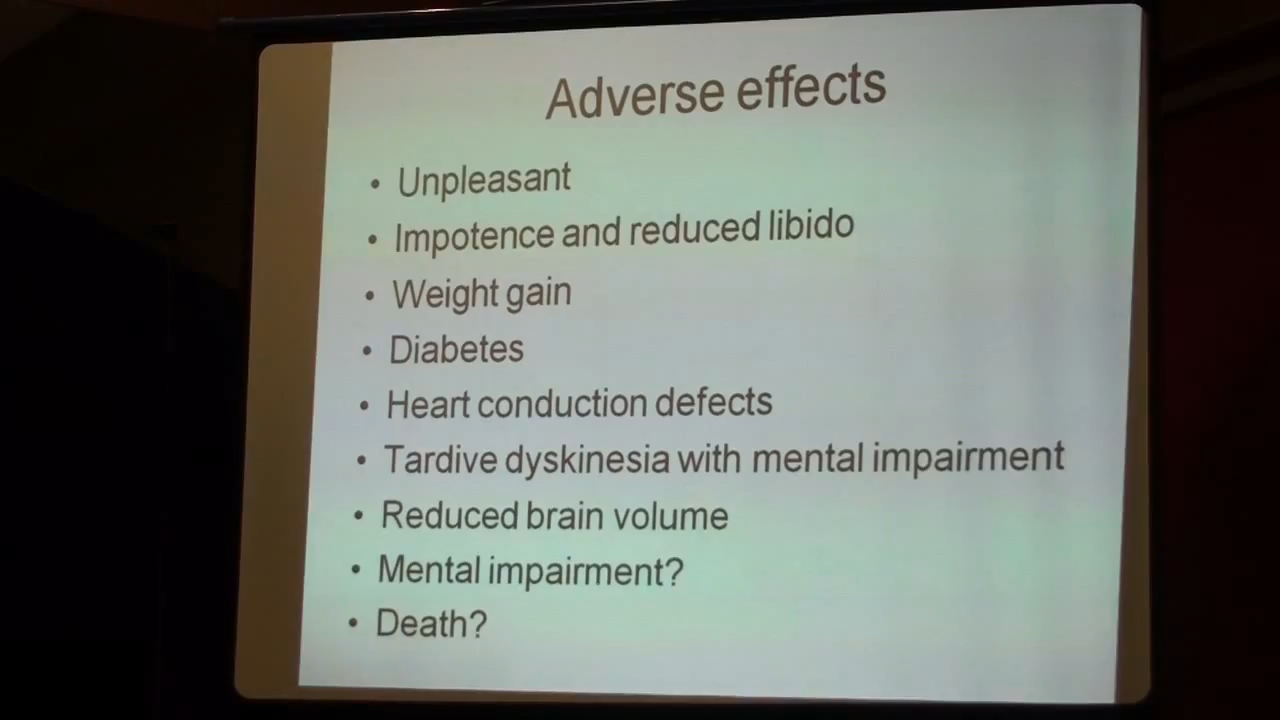 Adverse effects
• Unpleasant
• Impotence and reduced libido
• Weight gain
• Diabetes
• Heart conduction defects
• Tardive dyskinesia with mental impairment
• Reduced brain volume
• Mental impairment?
• Death?